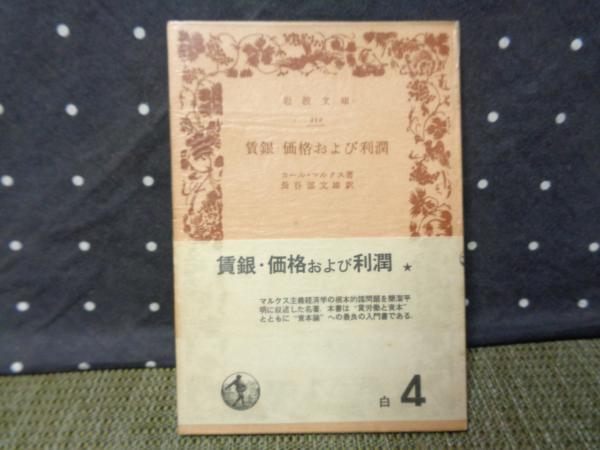 岩波文庫
賃銀 価格および利潤
カール・マルクス著
長谷部文雄訳
賃銀・価格および利潤 ★
マルクス主義経済学の根本的諸問題を簡潔平
明に叙述した名著．本書は“賃労働と資本”
とともに“資本論”への最良の入門書である．
白 4